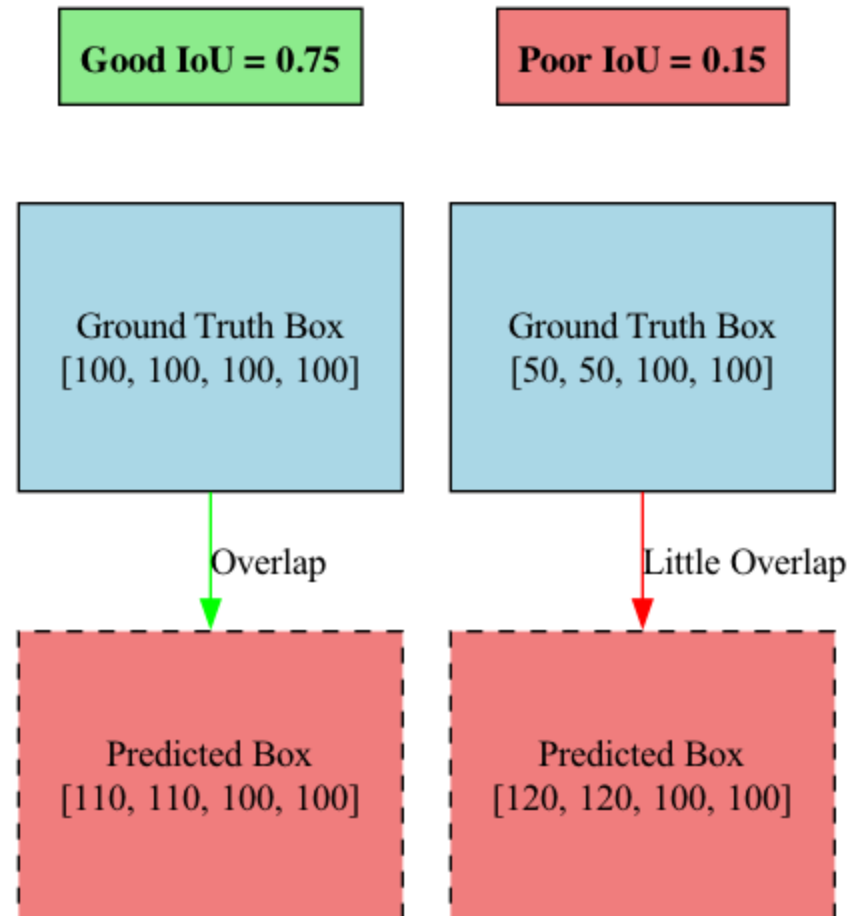 Good IoU = 0.75
Poor IoU = 0.15
Ground Truth Box
[100, 100, 100, 100]
Ground Truth Box
[50, 50, 100, 100]
Overlap
Little Overlap
Predicted Box
[110, 110, 100, 100]
Predicted Box
[120, 120, 100, 100]